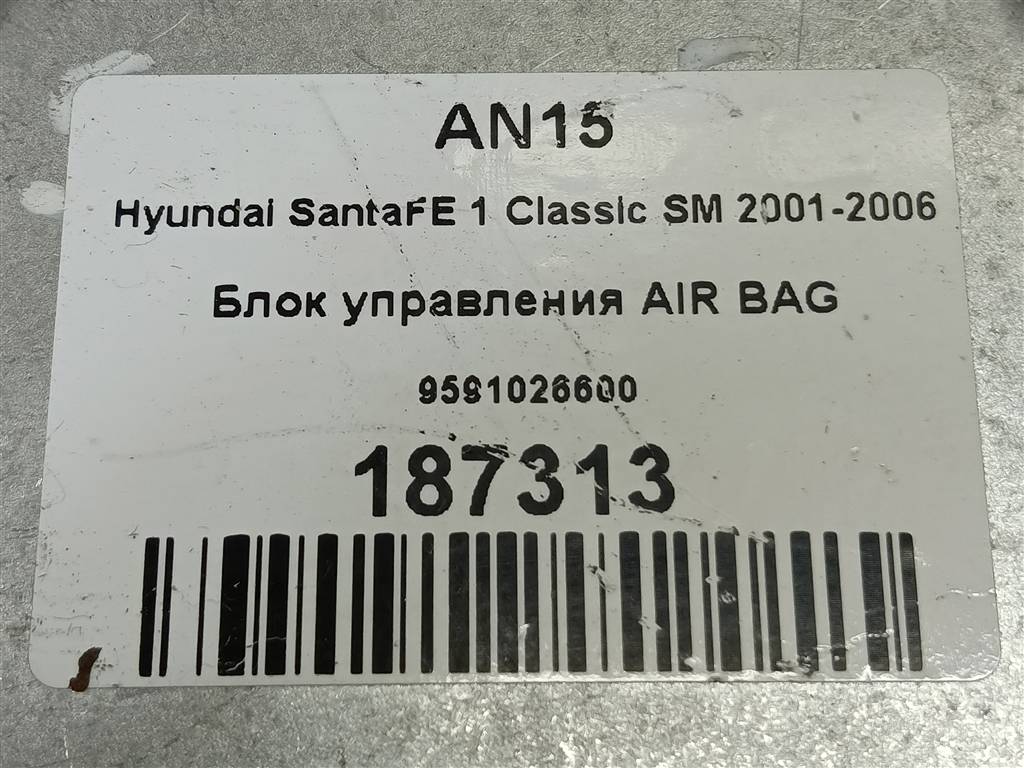 AN15
Hyundai SantaFE 1 Classic SM 2001-2006
Блок управления AIR BAG
9591026600
187313